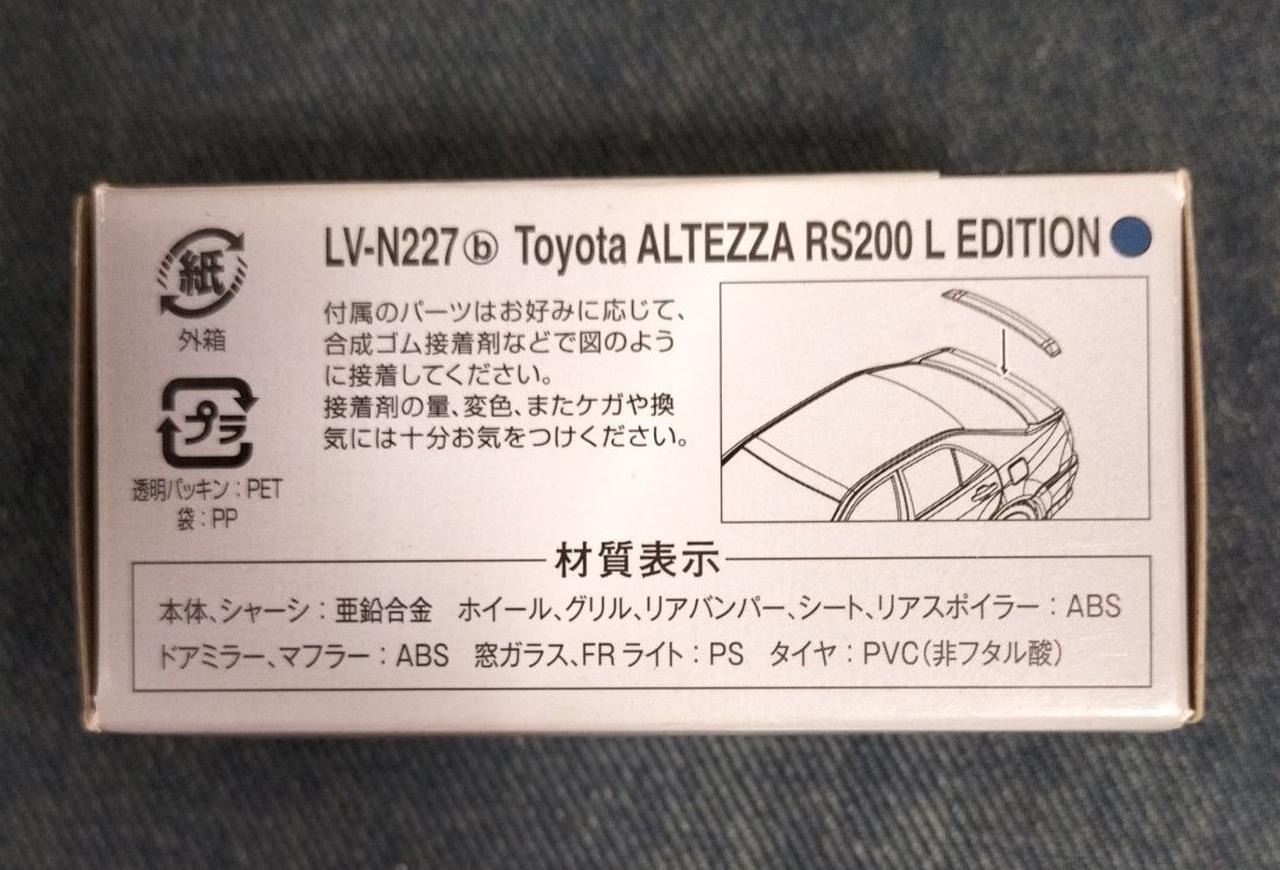 紙
外箱
プラ
透明パッキン：PET
袋：PP
LV-N227ⓑ Toyota ALTEZZA RS200 L EDITION
付属のパーツはお好みに応じて、
合成ゴム接着剤などで図のよう
に接着してください。
接着剤の量、変色、またケガや換
気には十分お気をつけください。
材質表示
本体、シャーシ：亜鉛合金　ホイール、グリル、リアバンパー、シート、リアスポイラー：ABS
ドアミラー、マフラー：ABS　窓ガラス、FRライト：PS　タイヤ：PVC（非フタル酸）